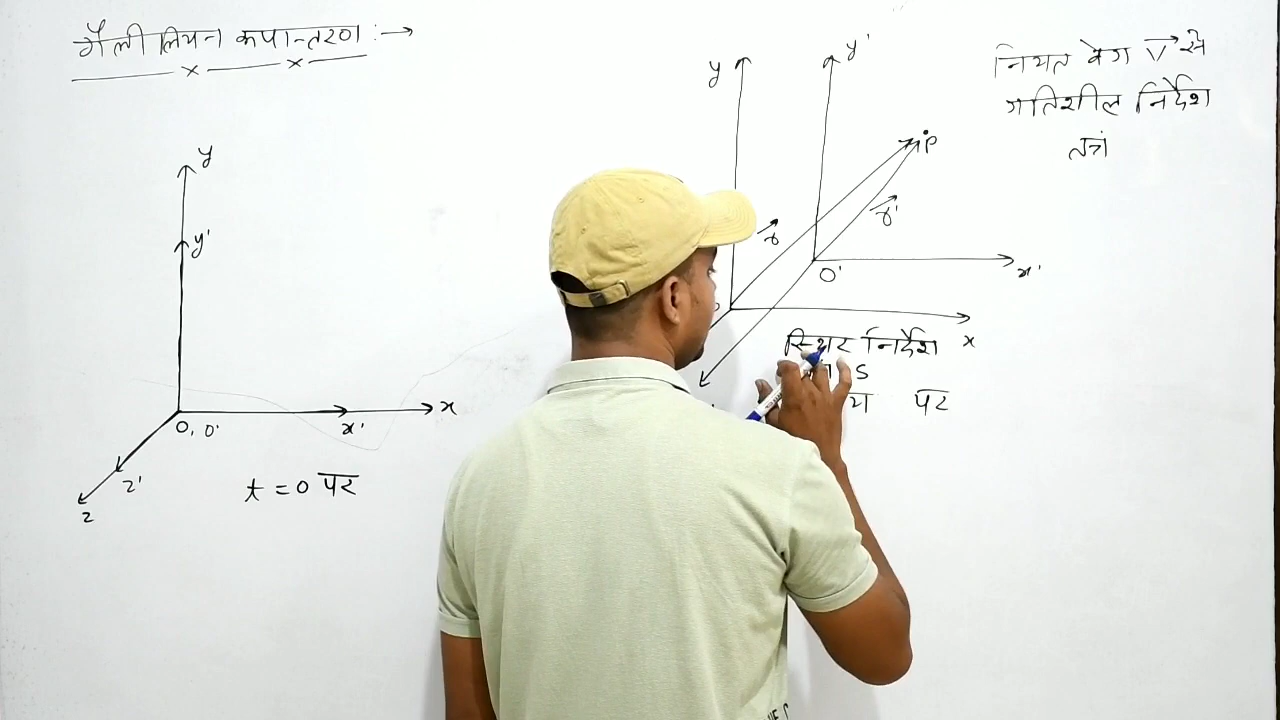 गैलीलियन रूपान्तरण :→
y
y'
O, O'
x'
x
z'
z
t = 0 पर
y
y'
P
r
r'
O'
x'
x
स्थिर निर्देश
S
पर
नियत वेग V से
गतिशील निर्देश
तंत्र